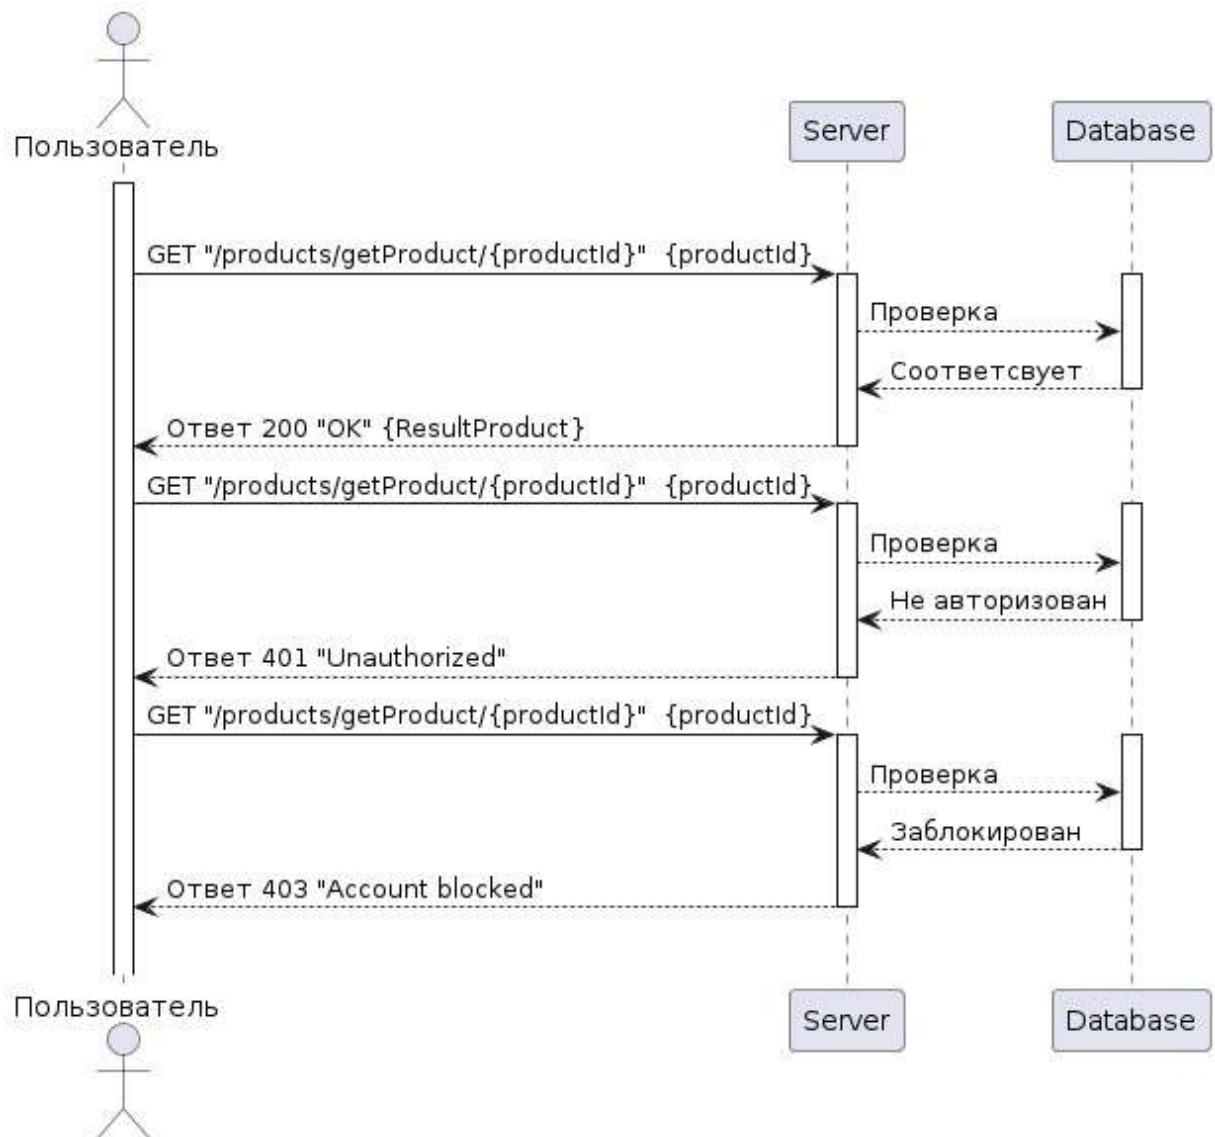 Пользователь
Server
Database
GET "/products/getProduct/{productId}"  {productId}
Проверка
Соответсвует
Ответ 200 "OK" {ResultProduct}
GET "/products/getProduct/{productId}"  {productId}
Проверка
Не авторизован
Ответ 401 "Unauthorized"
GET "/products/getProduct/{productId}"  {productId}
Проверка
Заблокирован
Ответ 403 "Account blocked"
Пользователь
Server
Database